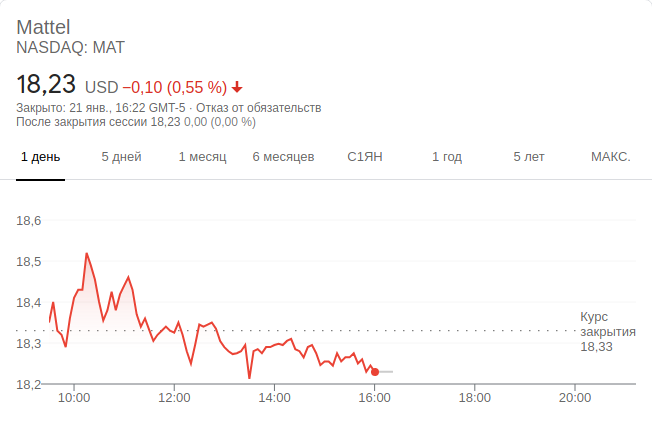 Mattel
NASDAQ: MAT
18,23 USD −0,10 (0,55 %)
Закрыто: 21 янв., 16:22 GMT-5 · Отказ от обязательств
После закрытия сессии 18,23 0,00 (0,00 %)
1 день 5 дней 1 месяц 6 месяцев С1ЯН 1 год 5 лет МАКС.
18,6
18,5
18,4
18,3
18,2
Курс
закрытия
18,33
10:00 12:00 14:00 16:00 18:00 20:00